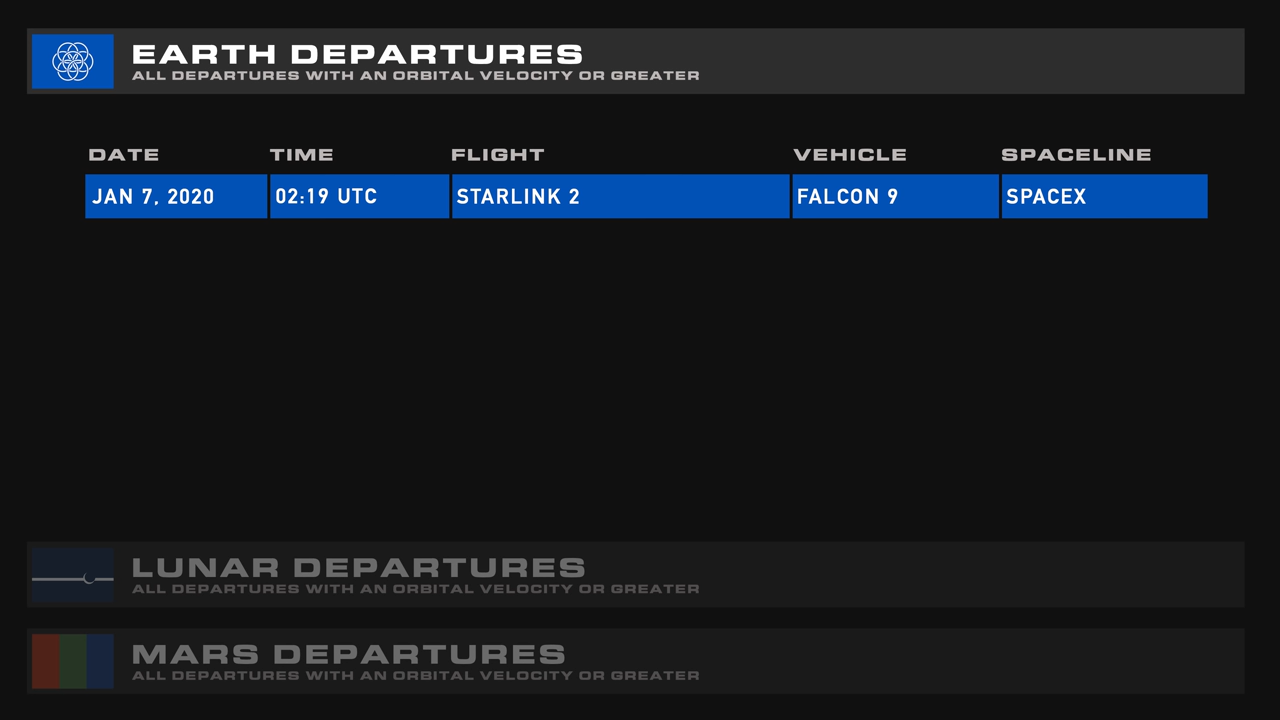 EARTH DEPARTURES
ALL DEPARTURES WITH AN ORBITAL VELOCITY OR GREATER
DATE TIME FLIGHT VEHICLE SPACELINE
JAN 7, 2020 02:19 UTC STARLINK 2 FALCON 9 SPACEX
LUNAR DEPARTURES
ALL DEPARTURES WITH AN ORBITAL VELOCITY OR GREATER
MARS DEPARTURES
ALL DEPARTURES WITH AN ORBITAL VELOCITY OR GREATER